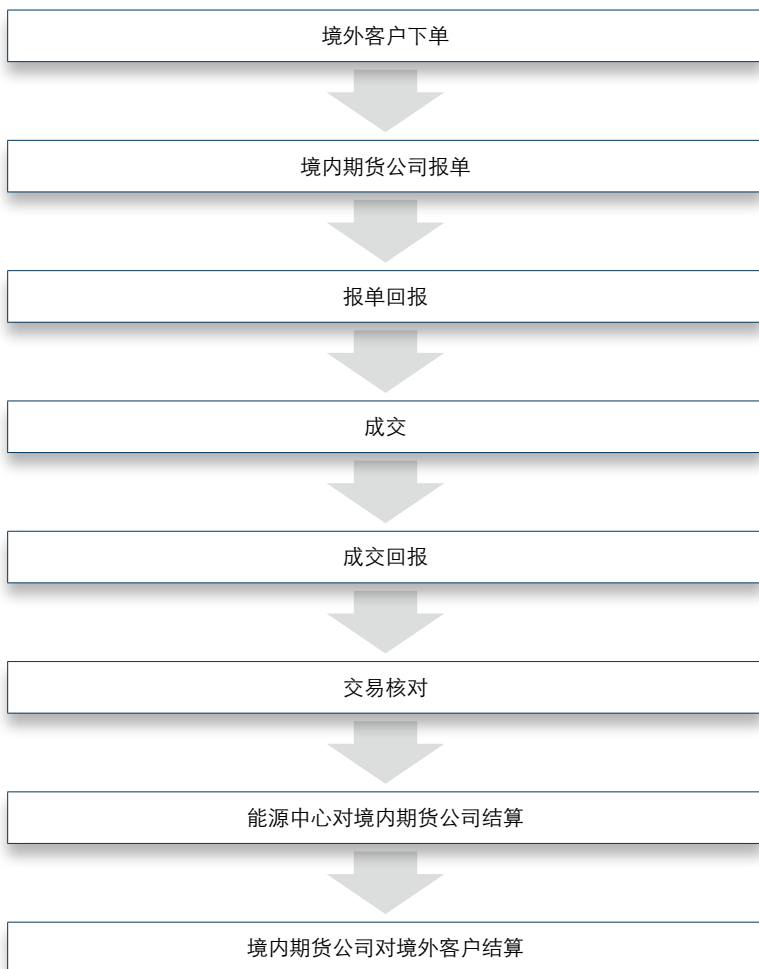 境外客户下单
境内期货公司报单
报单回报
成交
成交回报
交易核对
能源中心对境内期货公司结算
境内期货公司对境外客户结算